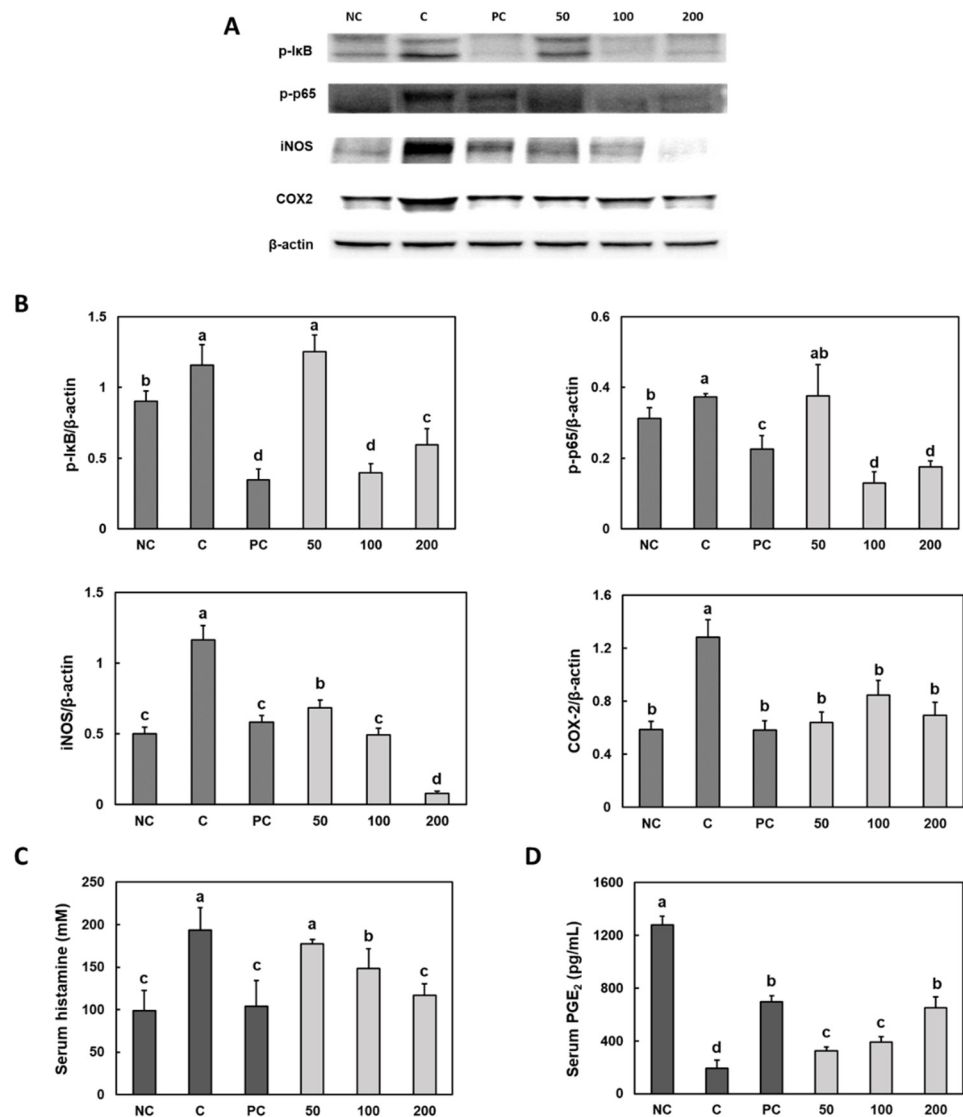 A
NC C PC 50 100 200
p-IκB
p-p65
iNOS
COX2
β-actin
B
p-IκB/β-actin
1.5
1
0.5
0
b a d a d c
NC C PC 50 100 200
p-p65/β-actin
0.6
0.4
0.2
0
b a c ab d d
NC C PC 50 100 200
iNOS/β-actin
1.5
1
0.5
0
c a c b c d
NC C PC 50 100 200
COX-2/β-actin
1.6
1.2
0.8
0.4
0
b a b b b b
NC C PC 50 100 200
C
Serum histamine (mM)
250
200
150
100
50
0
c a c a b c
NC C PC 50 100 200
D
Serum PGE₂ (pg/mL)
1600
1200
800
400
0
a d b c c b
NC C PC 50 100 200